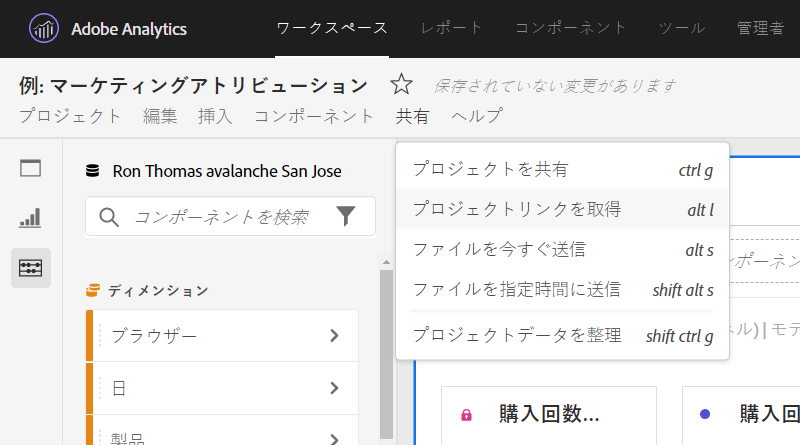 Adobe Analytics ワークスペース レポート コンポーネント ツール 管理者
例: マーケティングアトリビューション 保存されていない変更があります
プロジェクト 編集 挿入 コンポーネント 共有 ヘルプ
Ron Thomas avalanche San Jose
コンポーネントを検索
ディメンション
ブラウザー
日
製品
プロジェクトを共有 ctrl g
プロジェクトリンクを取得 alt l
ファイルを今すぐ送信 alt s
ファイルを指定時間に送信 shift alt s
プロジェクトデータを整理 shift ctrl g
ポーネン
ネル) | モデ
購入回数... 購入回